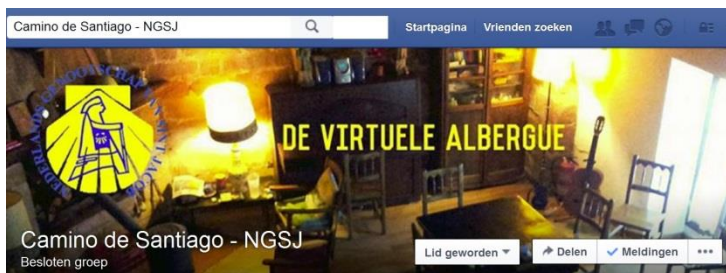 Camino de Santiago - NGSJ
Startpagina Vrienden zoeken
NEDERLANDS GENOOTSCHAP VAN SINT JACOB
DE VIRTUELE ALBERGUE
Camino de Santiago - NGSJ
Besloten groep
Lid geworden
Delen
Meldingen